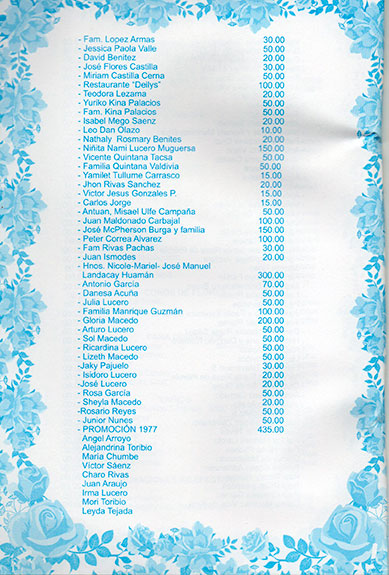 - Fam. Lopez Armas 30.00
- Jessica Paola Valle 50.00
- David Benitez 20.00
- José Flores Castilla 30.00
- Miriam Castilla Cerna 50.00
- Restaurante "Deilys" 100.00
- Teodora Lezama 20.00
- Yuriko Kina Palacios 50.00
- Fam. Kina Palacios 50.00
- Isabel Mego Saenz 20.00
- Leo Dan Olazo 10.00
- Nathaly Rosmary Benites 20.00
- Niñita Nami Lucero Muguersa 150.00
- Vicente Quintana Tacsa 50.00
- Familia Quintana Valdivia 50.00
- Yamilet Tullume Carrasco 15.00
- Jhon Rivas Sanchez 20.00
- Victor Jesus Gonzales P. 15.00
- Carlos Jorge 15.00
- Antuan, Misael Ulfe Campaña 50.00
- Juan Maldonado Carbajal 100.00
- José McPherson Burga y familia 150.00
- Peter Correa Alvarez 100.00
- Fam Rivas Pachas 30.00
- Juan Ismodes 20.00
- Hnos. Nicole-Mariel- José Manuel
Landacay Huamán 300.00
- Antonio García 70.00
- Danesa Acuña 50.00
- Julia Lucero 50.00
- Familia Manrique Guzmán 100.00
- Gloria Macedo 200.00
- Arturo Lucero 50.00
- Sol Macedo 50.00
- Ricardina Lucero 50.00
- Lizeth Macedo 50.00
-Jaky Pajuelo 30.00
- Isidoro Lucero 20.00
-José Lucero 20.00
- Rosa García 50.00
- Sheyla Macedo 20.00
-Rosario Reyes 50.00
- Junior Nunes 50.00
- PROMOCIÓN 1977 435.00
Angel Arroyo
Alejandrina Toribio
María Chumbe
Víctor Sáenz
Charo Rivas
Juan Araujo
Irma Lucero
Mori Toribio
Leyda Tejada